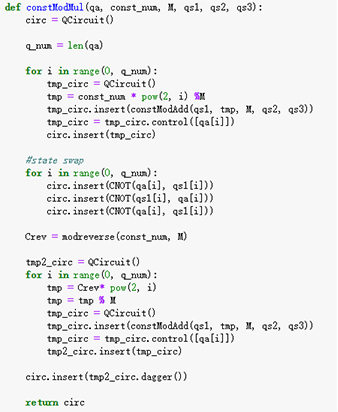 def constModMul(qa, const_num, M, qs1, qs2, qs3):
    circ = QCircuit()

    q_num = len(qa)

    for i in range(0, q_num):
        tmp_circ = QCircuit()
        tmp = const_num * pow(2, i) %M
        tmp_circ.insert(constModAdd(qs1, tmp, M, qs2, qs3))
        tmp_circ = tmp_circ.control([qa[i]])
        circ.insert(tmp_circ)

    #state swap
    for i in range(0, q_num):
        circ.insert(CNOT(qa[i], qs1[i]))
        circ.insert(CNOT(qs1[i], qa[i]))
        circ.insert(CNOT(qa[i], qs1[i]))

    Crev = modreverse(const_num, M)

    tmp2_circ = QCircuit()
    for i in range(0, q_num):
        tmp = Crev* pow(2, i)
        tmp = tmp % M
        tmp_circ = QCircuit()
        tmp_circ.insert(constModAdd(qs1, tmp, M, qs2, qs3))
        tmp_circ = tmp_circ.control([qa[i]])
        tmp2_circ.insert(tmp_circ)

    circ.insert(tmp2_circ.dagger())

    return circ